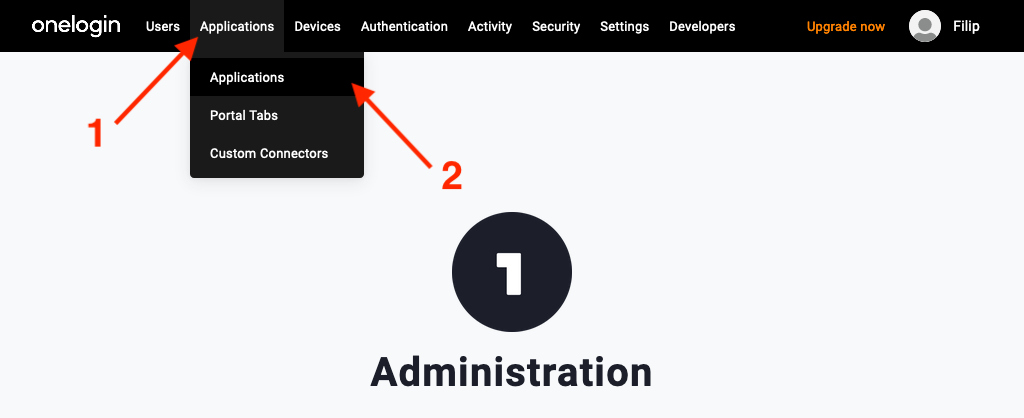 onelogin Users Applications Devices Authentication Activity Security Settings Developers Upgrade now Filip
Applications
Portal Tabs
Custom Connectors
1
2
1
Administration